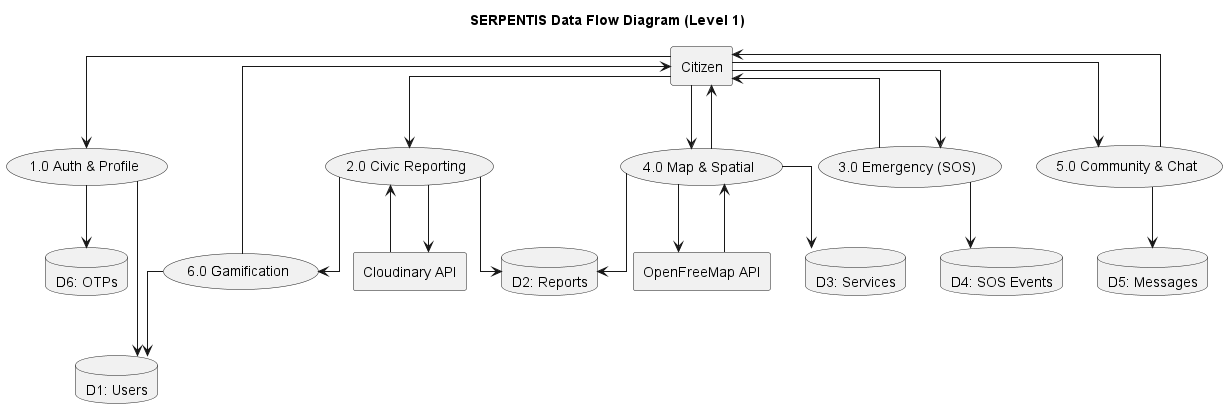 SERPENTIS Data Flow Diagram (Level 1)
Citizen
1.0 Auth & Profile
2.0 Civic Reporting
4.0 Map & Spatial
3.0 Emergency (SOS)
5.0 Community & Chat
D6: OTPs
6.0 Gamification
Cloudinary API
D2: Reports
OpenFreeMap API
D3: Services
D4: SOS Events
D5: Messages
D1: Users